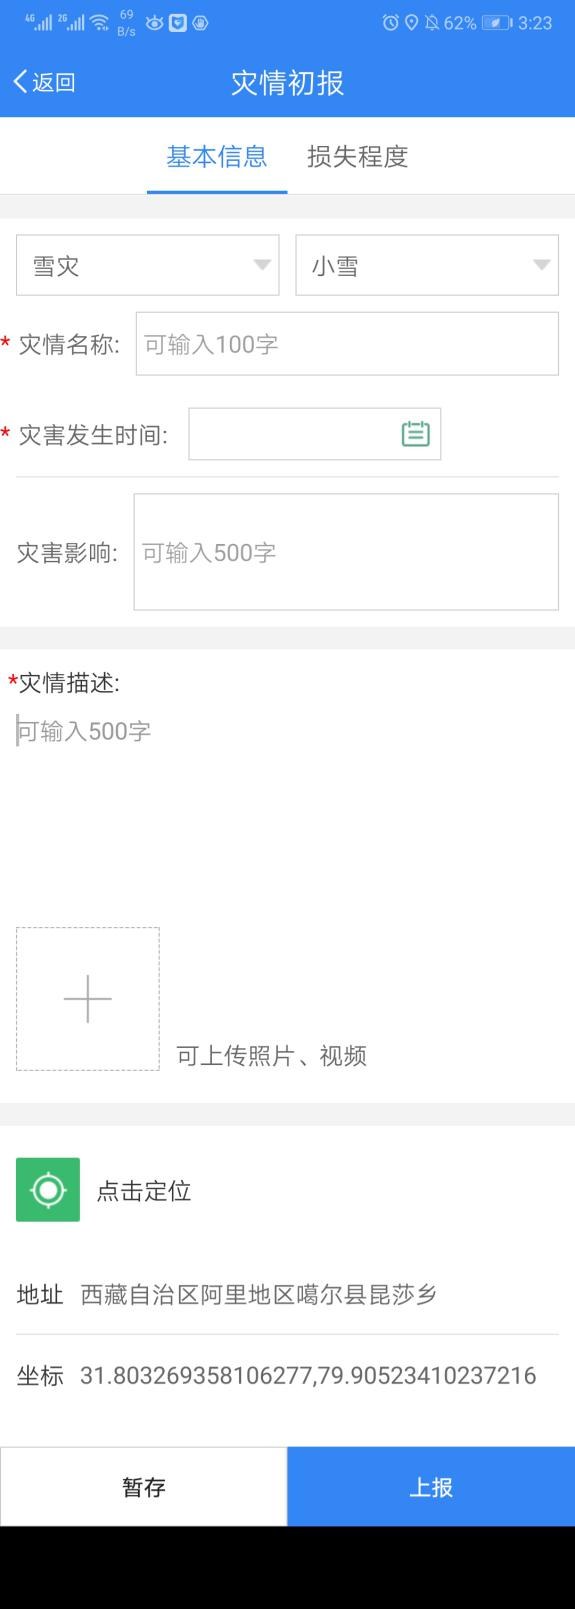 4G 2G 69 B/s 62% 3:23
返回 灾情初报
基本信息 损失程度
雪灾 小雪
* 灾情名称: 可输入100字
* 灾害发生时间:
灾害影响: 可输入500字
*灾情描述:
可输入500字
可上传照片、视频
点击定位
地址 西藏自治区阿里地区噶尔县昆莎乡
坐标 31.803269358106277,79.90523410237216
暂存 上报